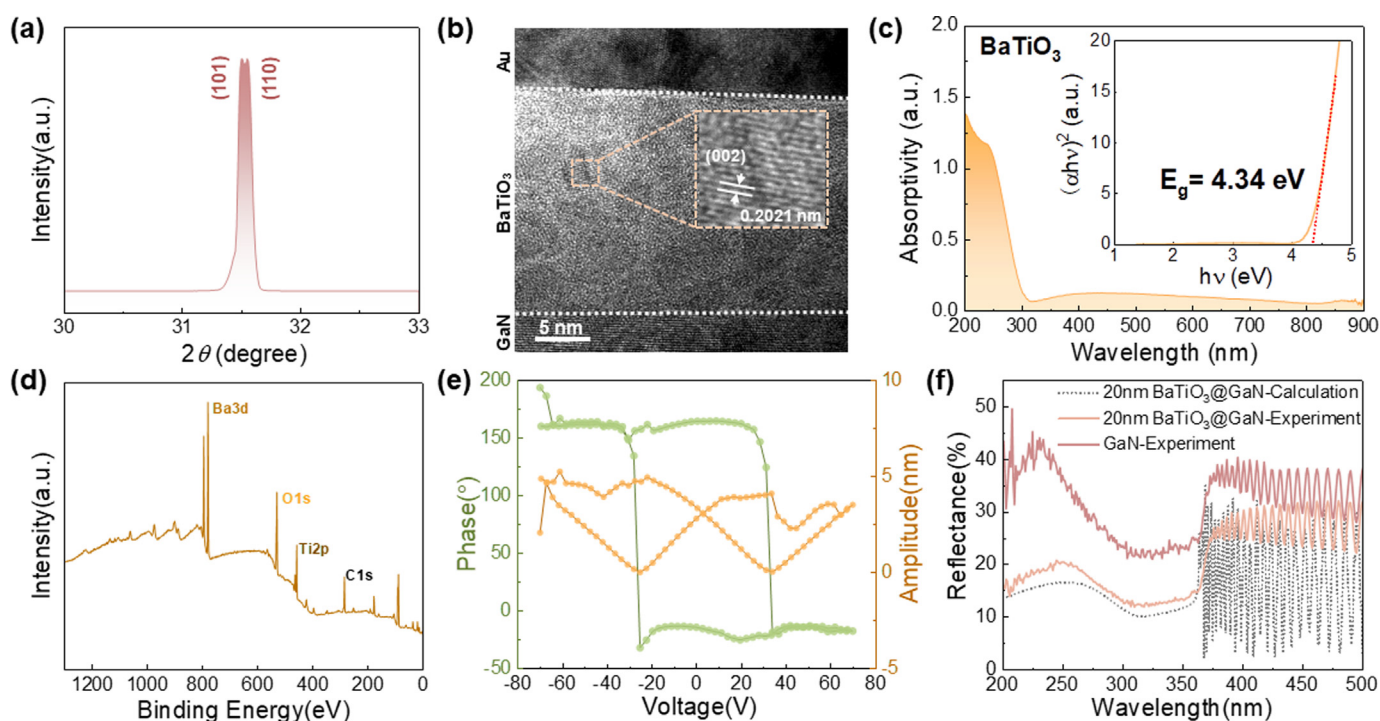 (a)
(101)
(110)
Intensity(a.u.)
30
31
32
33
2θ (degree)
(b)
Au
BaTiO₃
GaN
(002)
0.2021 nm
5 nm
(c)
BaTiO₃
Absorptivity (a.u.)
2.0
1.5
1.0
0.5
0.0
200 300 400 500 600 700 800 900
Wavelength (nm)
(αhν)² (a.u.)
20
15
10
5
0
1 2 3 4 5
hν (eV)
E_g= 4.34 eV
(d)
Ba3d
O1s
Ti2p
C1s
Intensity(a.u.)
1200 1000 800 600 400 200 0
Binding Energy(eV)
(e)
Phase(°)
200
150
100
50
0
-50
Amplitude(nm)
10
5
0
-5
-80 -60 -40 -20 0 20 40 60 80
Voltage(V)
(f)
20nm BaTiO₃@GaN-Calculation
20nm BaTiO₃@GaN-Experiment
GaN-Experiment
Reflectance(%)
50
40
30
20
10
0
200 250 300 350 400 450 500
Wavelength(nm)